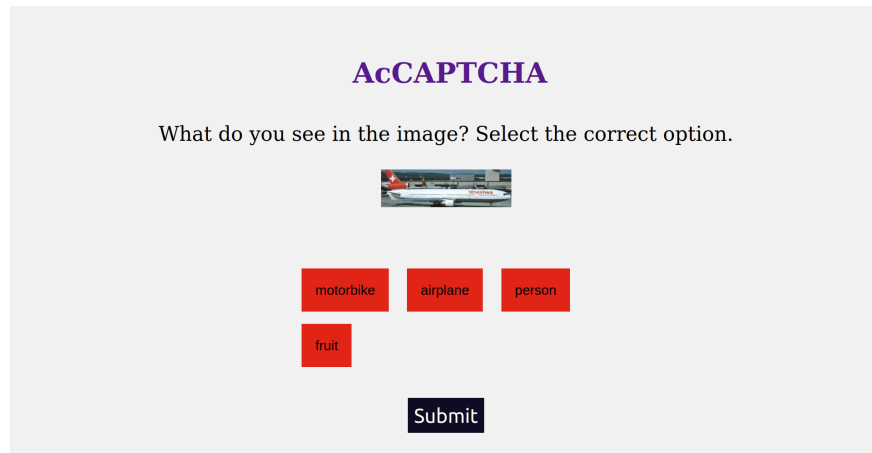 AcCAPTCHA
What do you see in the image? Select the correct option.
motorbike airplane person
fruit
Submit